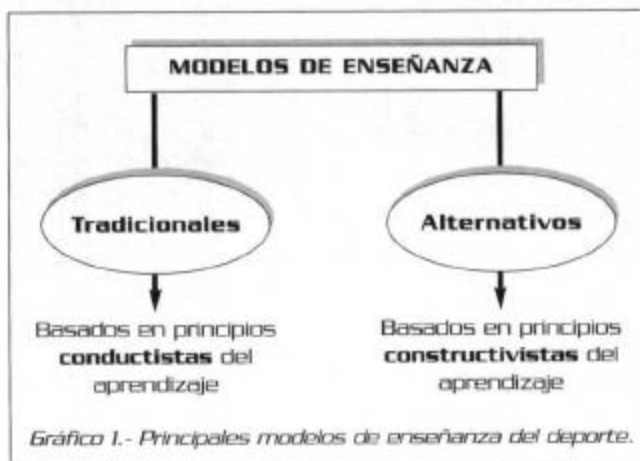 MODELOS DE ENSEÑANZA
Tradicionales
Alternativos
Basados en principios
conductistas del
aprendizaje
Basados en principios
constructivistas del
aprendizaje
Gráfico 1.- Principales modelos de enseñanza del deporte.